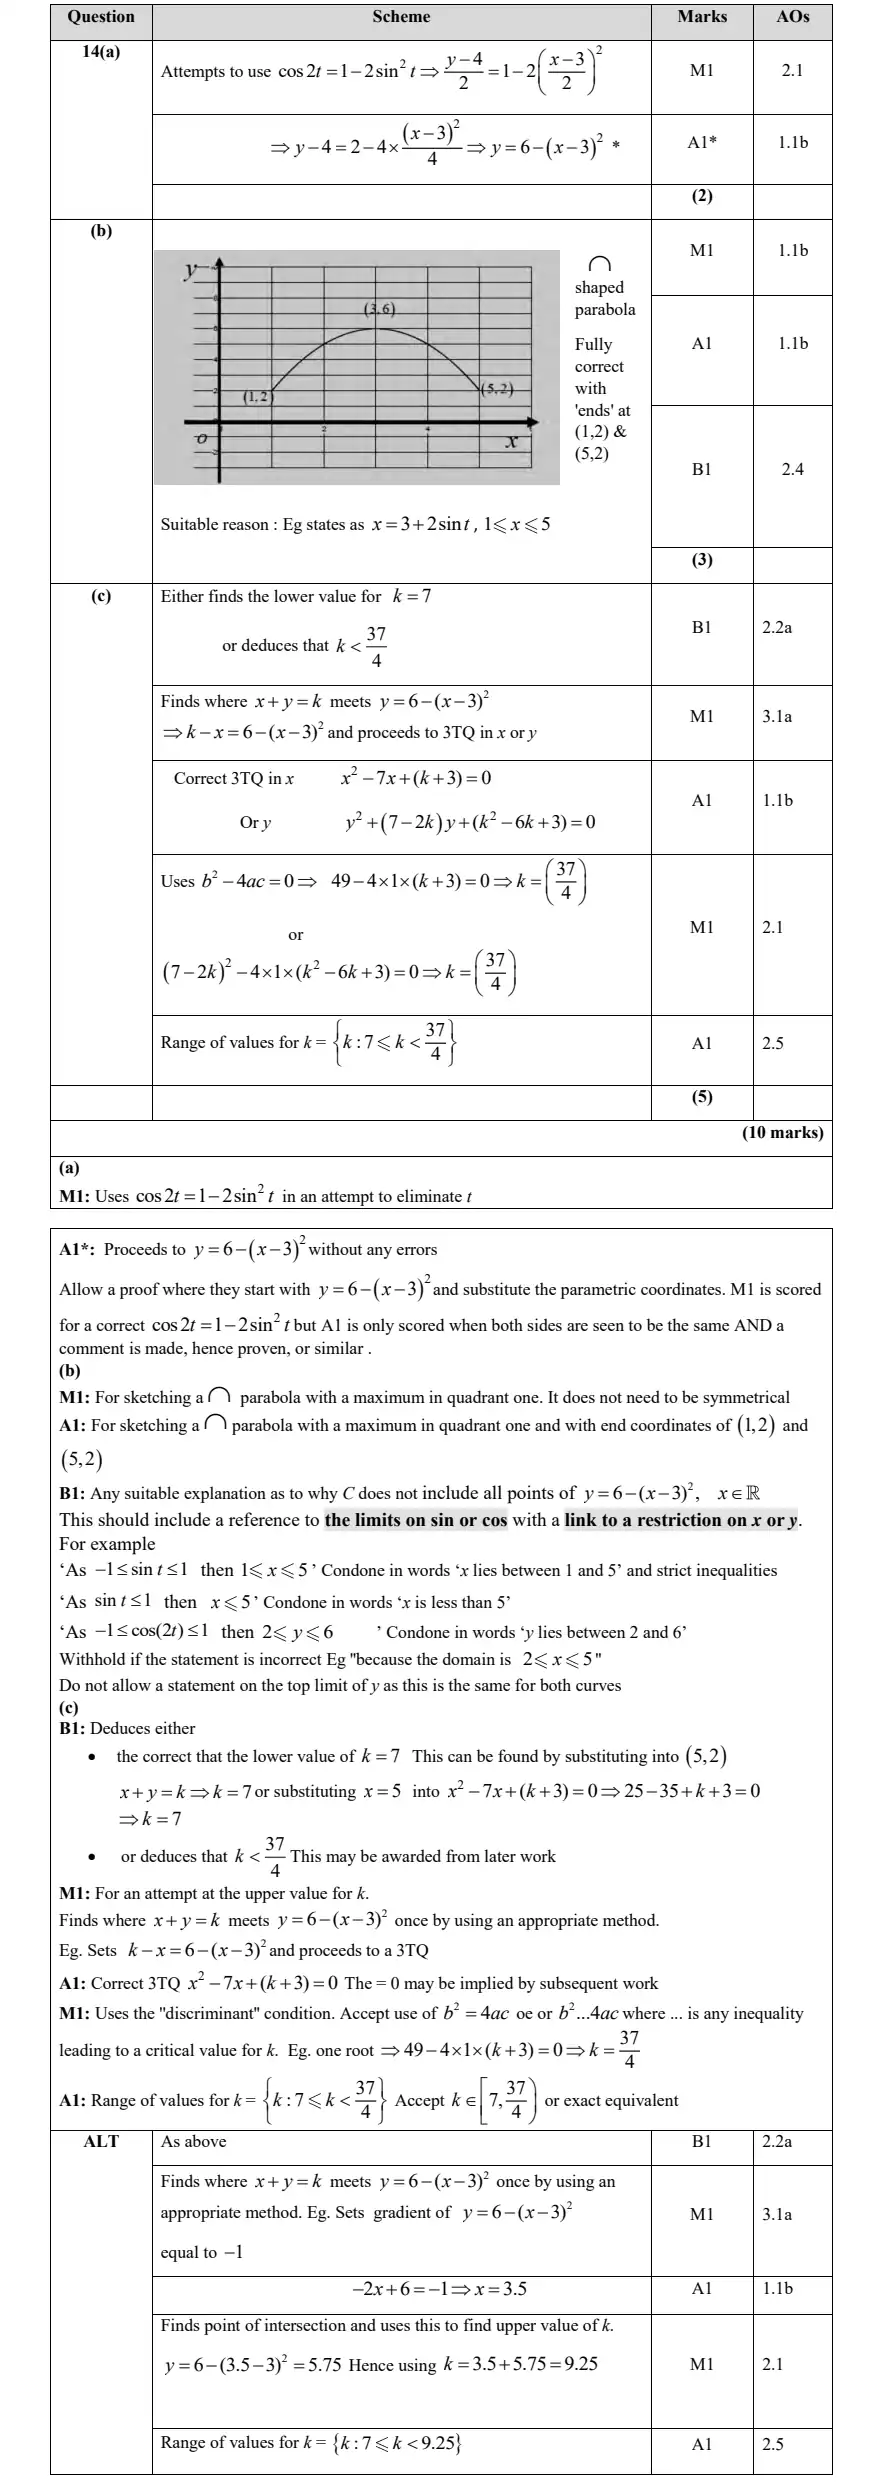 Question Scheme Marks AOs
14(a) Attempts to use cos 2t = 1 − 2sin² t ⇒ (y − 4)/2 = 1 − 2((x − 3)/2)² M1 2.1
⇒ y − 4 = 2 − 4 × (x − 3)²/4 ⇒ y = 6 − (x − 3)² * A1* 1.1b
(2)
(b) M1 1.1b
y
(3,6)
(1,2)
(5,2)
O
2
4
x
∩
shaped
parabola
Fully
correct
with
'ends' at
(1,2) &
(5,2)
A1 1.1b
B1 2.4
Suitable reason : Eg states as x = 3 + 2sin t , 1 ⩽ x ⩽ 5
(3)
(c) Either finds the lower value for k = 7
or deduces that k < 37/4 B1 2.2a
Finds where x + y = k meets y = 6 − (x − 3)²
⇒ k − x = 6 − (x − 3)² and proceeds to 3TQ in x or y M1 3.1a
Correct 3TQ in x x² − 7x + (k + 3) = 0
Or y y² + (7 − 2k)y + (k² − 6k + 3) = 0 A1 1.1b
Uses b² − 4ac = 0 ⇒ 49 − 4×1×(k + 3) = 0 ⇒ k = (37/4)
or M1 2.1
(7 − 2k)² − 4×1×(k² − 6k + 3) = 0 ⇒ k = (37/4)
Range of values for k = {k : 7 ⩽ k < 37/4} A1 2.5
(5)
(10 marks)
(a)
M1: Uses cos 2t = 1 − 2sin² t in an attempt to eliminate t
A1*: Proceeds to y = 6 − (x − 3)² without any errors
Allow a proof where they start with y = 6 − (x − 3)² and substitute the parametric coordinates. M1 is scored
for a correct cos 2t = 1 − 2sin² t but A1 is only scored when both sides are seen to be the same AND a
comment is made, hence proven, or similar .
(b)
M1: For sketching a ∩ parabola with a maximum in quadrant one. It does not need to be symmetrical
A1: For sketching a ∩ parabola with a maximum in quadrant one and with end coordinates of (1,2) and
(5,2)
B1: Any suitable explanation as to why C does not include all points of y = 6 − (x − 3)², x ∈ ℝ
This should include a reference to the limits on sin or cos with a link to a restriction on x or y.
For example
‘As −1 ≤ sin t ≤ 1 then 1 ⩽ x ⩽ 5 ’ Condone in words ‘x lies between 1 and 5’ and strict inequalities
‘As sin t ≤ 1 then x ⩽ 5 ’ Condone in words ‘x is less than 5’
‘As −1 ≤ cos(2t) ≤ 1 then 2 ⩽ y ⩽ 6 ’ Condone in words ‘y lies between 2 and 6’
Withhold if the statement is incorrect Eg "because the domain is 2 ⩽ x ⩽ 5 "
Do not allow a statement on the top limit of y as this is the same for both curves
(c)
B1: Deduces either
• the correct that the lower value of k = 7 This can be found by substituting into (5,2)
x + y = k ⇒ k = 7 or substituting x = 5 into x² − 7x + (k + 3) = 0 ⇒ 25 − 35 + k + 3 = 0
⇒ k = 7
• or deduces that k < 37/4 This may be awarded from later work
M1: For an attempt at the upper value for k.
Finds where x + y = k meets y = 6 − (x − 3)² once by using an appropriate method.
Eg. Sets k − x = 6 − (x − 3)² and proceeds to a 3TQ
A1: Correct 3TQ x² − 7x + (k + 3) = 0 The = 0 may be implied by subsequent work
M1: Uses the "discriminant" condition. Accept use of b² = 4ac oe or b²...4ac where ... is any inequality
leading to a critical value for k. Eg. one root ⇒ 49 − 4×1×(k + 3) = 0 ⇒ k = 37/4
A1: Range of values for k = {k : 7 ⩽ k < 37/4} Accept k ∈ [7, 37/4) or exact equivalent
ALT As above B1 2.2a
Finds where x + y = k meets y = 6 − (x − 3)² once by using an
appropriate method. Eg. Sets gradient of y = 6 − (x − 3)² M1 3.1a
equal to −1
−2x + 6 = −1 ⇒ x = 3.5 A1 1.1b
Finds point of intersection and uses this to find upper value of k.
y = 6 − (3.5 − 3)² = 5.75 Hence using k = 3.5 + 5.75 = 9.25 M1 2.1
Range of values for k = {k : 7 ⩽ k < 9.25} A1 2.5